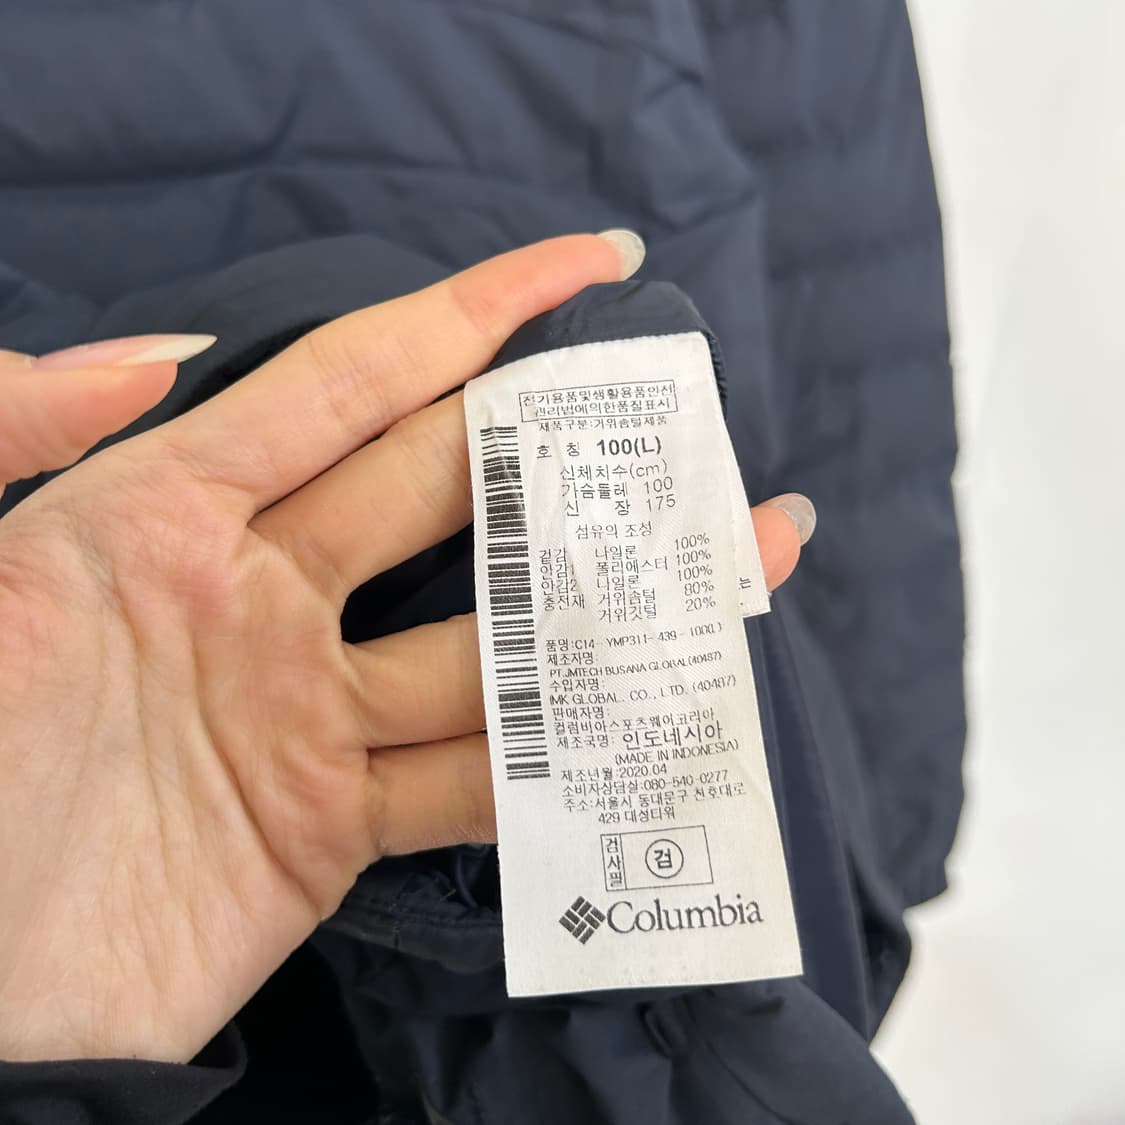 전기용품및생활용품안전
관리법에의한품질표시
제품구분:거위솜털제품
호 칭 100(L)
신체치수(cm)
가슴둘레 100
신 장 175
섬유의 조성
겉감 나일론 100%
안감1 폴리에스터 100%
안감2 나일론 100%
충전재 거위솜털 80%
거위깃털 20%
품명:C14-YMP311-439-100(L)
제조자명:
PT.JMTECH BUSANA GLOBAL(40487)
수입자명:
IMK GLOBAL. CO., LTD. (40487)
판매자명:
컬럼비아스포츠웨어코리아
제조국명: 인도네시아
(MADE IN INDONESIA)
제조년월:2020.04
소비자상담실:080-540-0277
주소:서울시 동대문구 천호대로
429 대성타워
검사필 검
Columbia
는